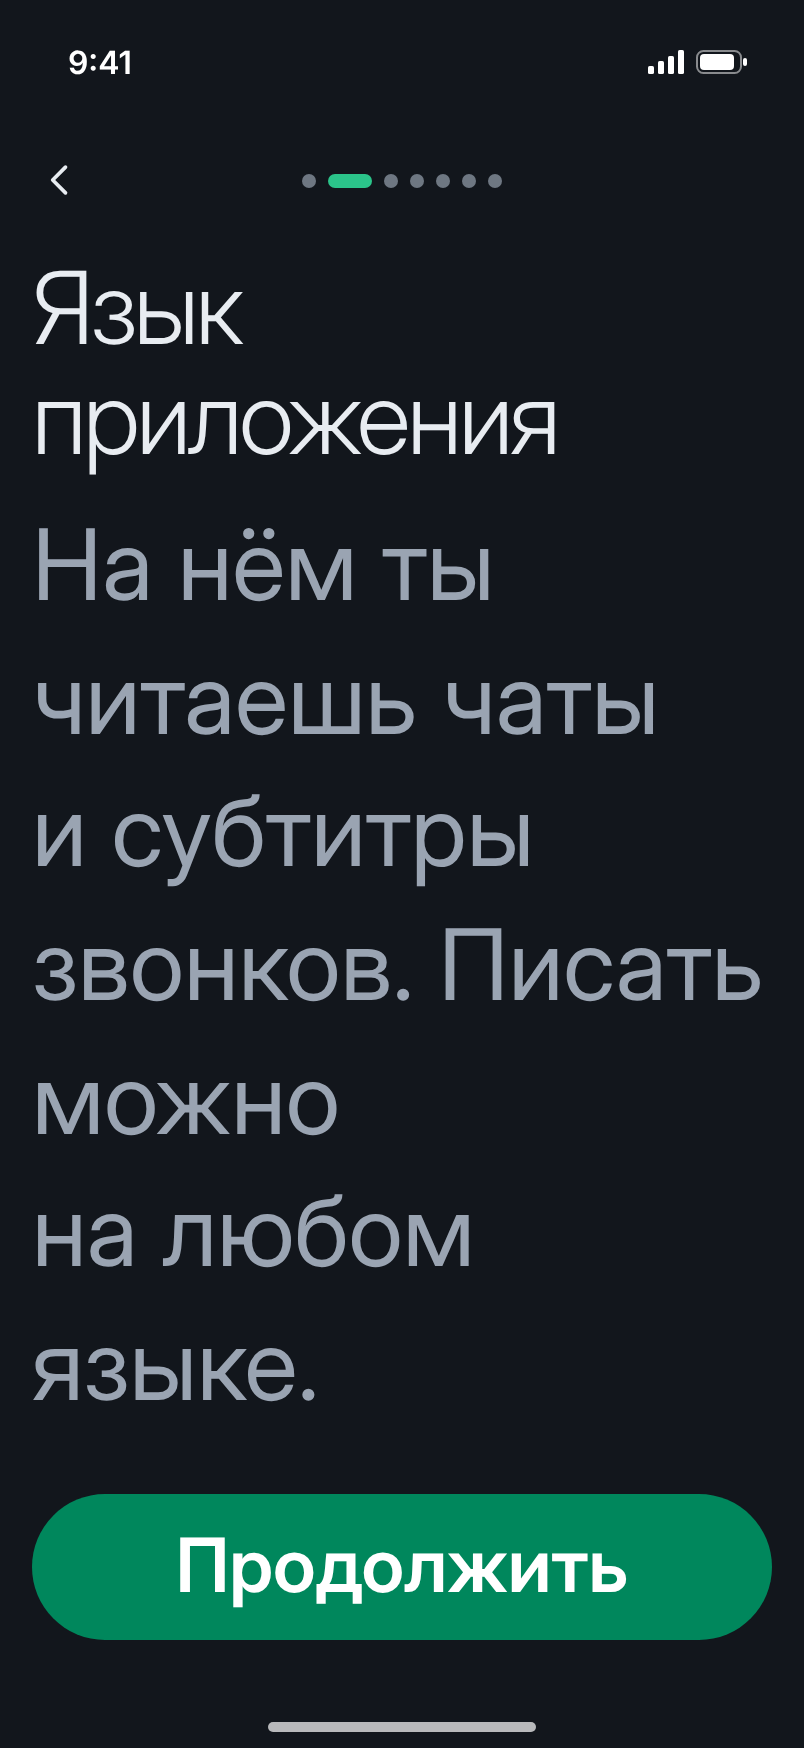 9:41
Язык
приложения
На нём ты
читаешь чаты
и субтитры
звонков. Писать
можно
на любом
языке.
Продолжить